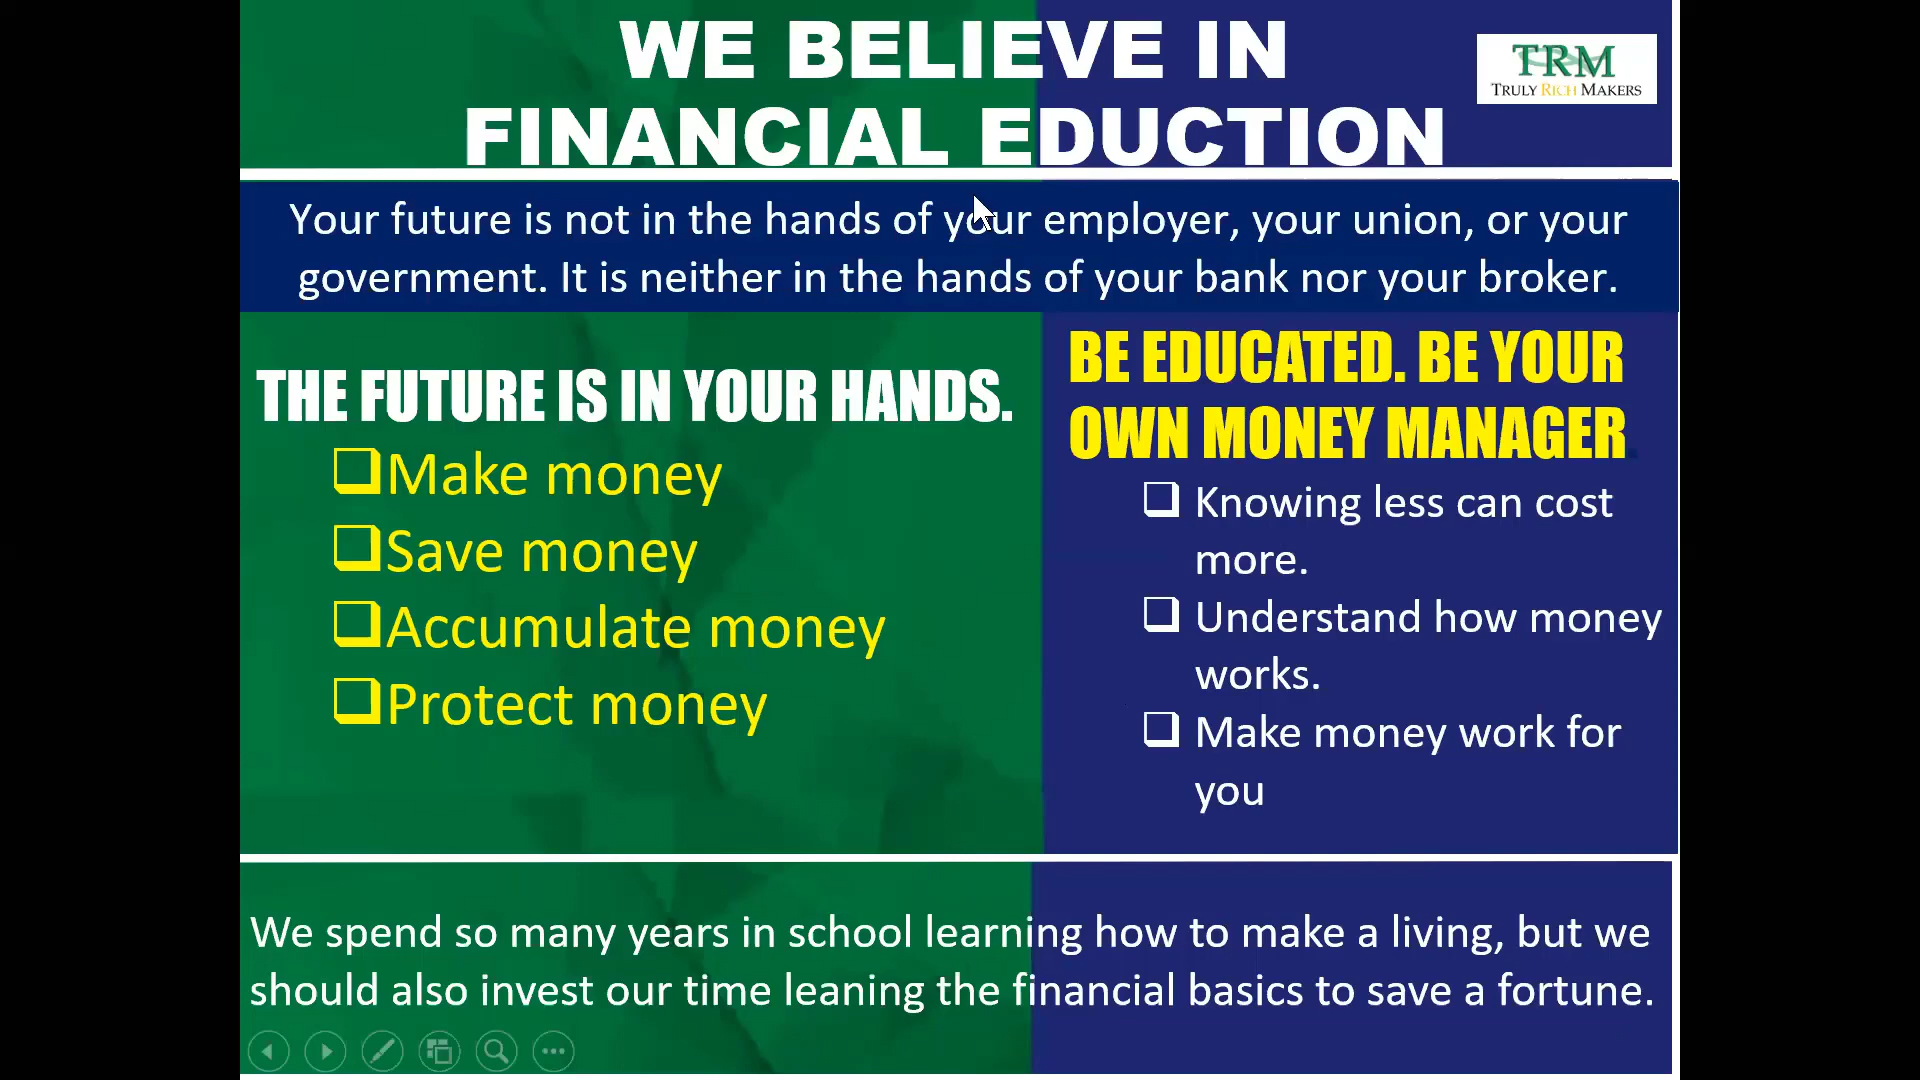 WE BELIEVE IN
FINANCIAL EDUCTION
TRM
TRULY RICH MAKERS
Your future is not in the hands of your employer, your union, or your
government. It is neither in the hands of your bank nor your broker.
THE FUTURE IS IN YOUR HANDS.
❑Make money
❑Save money
❑Accumulate money
❑Protect money
BE EDUCATED. BE YOUR
OWN MONEY MANAGER.
❑ Knowing less can cost
more.
❑ Understand how money
works.
❑ Make money work for
you
We spend so many years in school learning how to make a living, but we
should also invest our time leaning the financial basics to save a fortune.